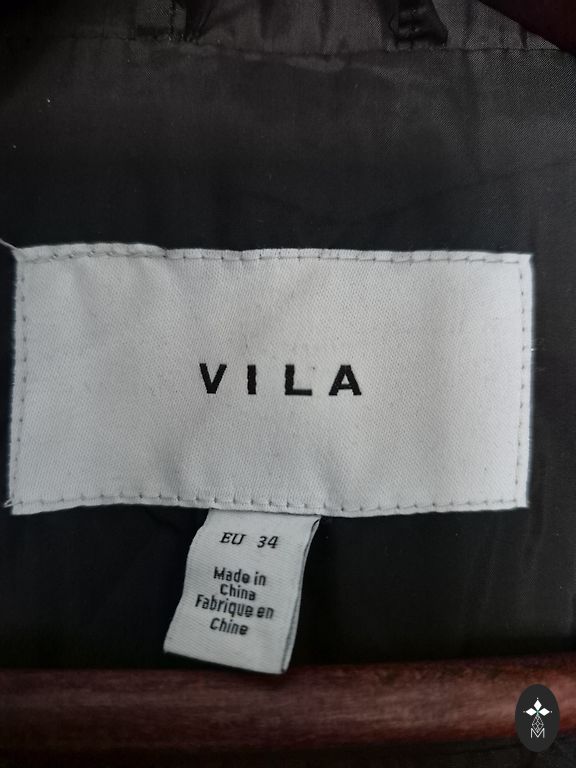 VILA
EU 34
Made in
China
Fabrique en
Chine
M